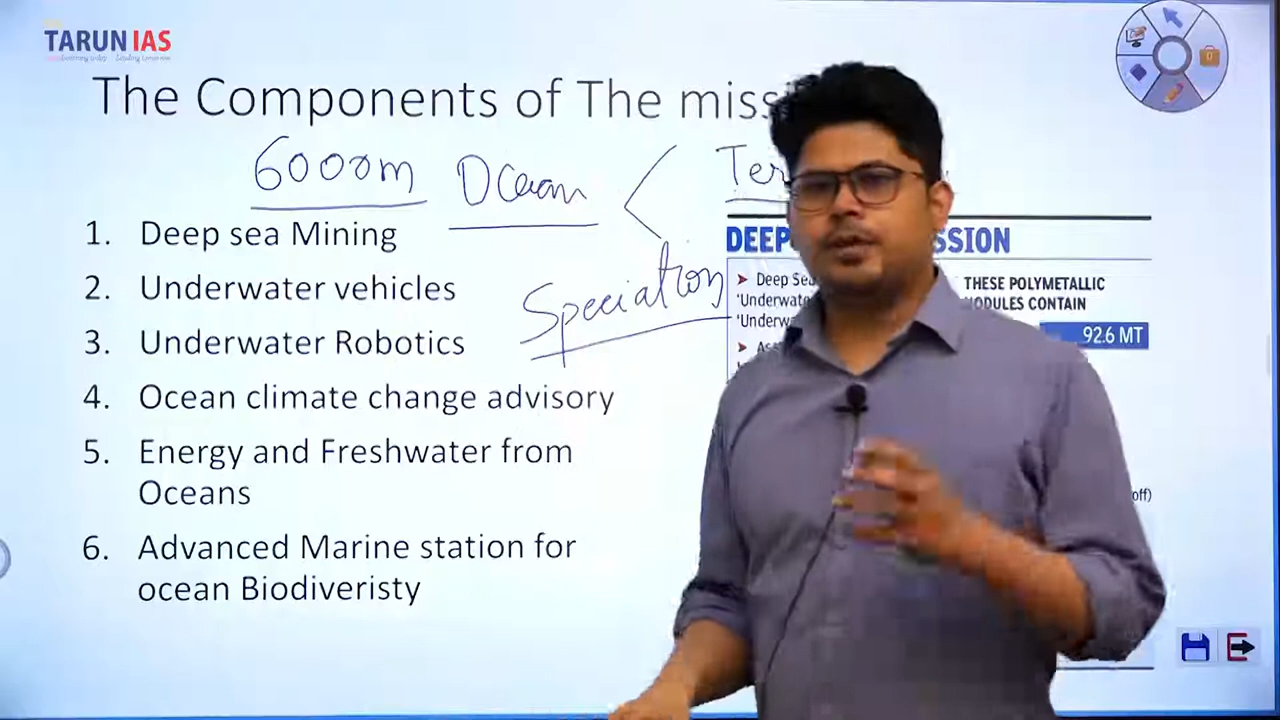 TARUN IAS
The Components of The missi
6000m Ocean < Ter
1. Deep sea Mining
2. Underwater vehicles
3. Underwater Robotics
4. Ocean climate change advisory
5. Energy and Freshwater from
Oceans
6. Advanced Marine station for
ocean Biodiveristy
Speciation
DEEP SSION
➤ Deep Sea
'Underwate
'Underwa
➤ As
THESE POLYMETALLIC
NODULES CONTAIN
92.6 MT
off)